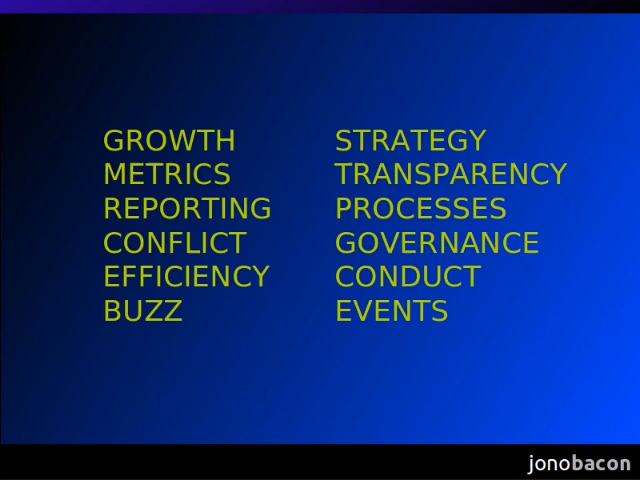 GROWTH
METRICS
REPORTING
CONFLICT
EFFICIENCY
BUZZ
STRATEGY
TRANSPARENCY
PROCESSES
GOVERNANCE
CONDUCT
EVENTS
jonobacon